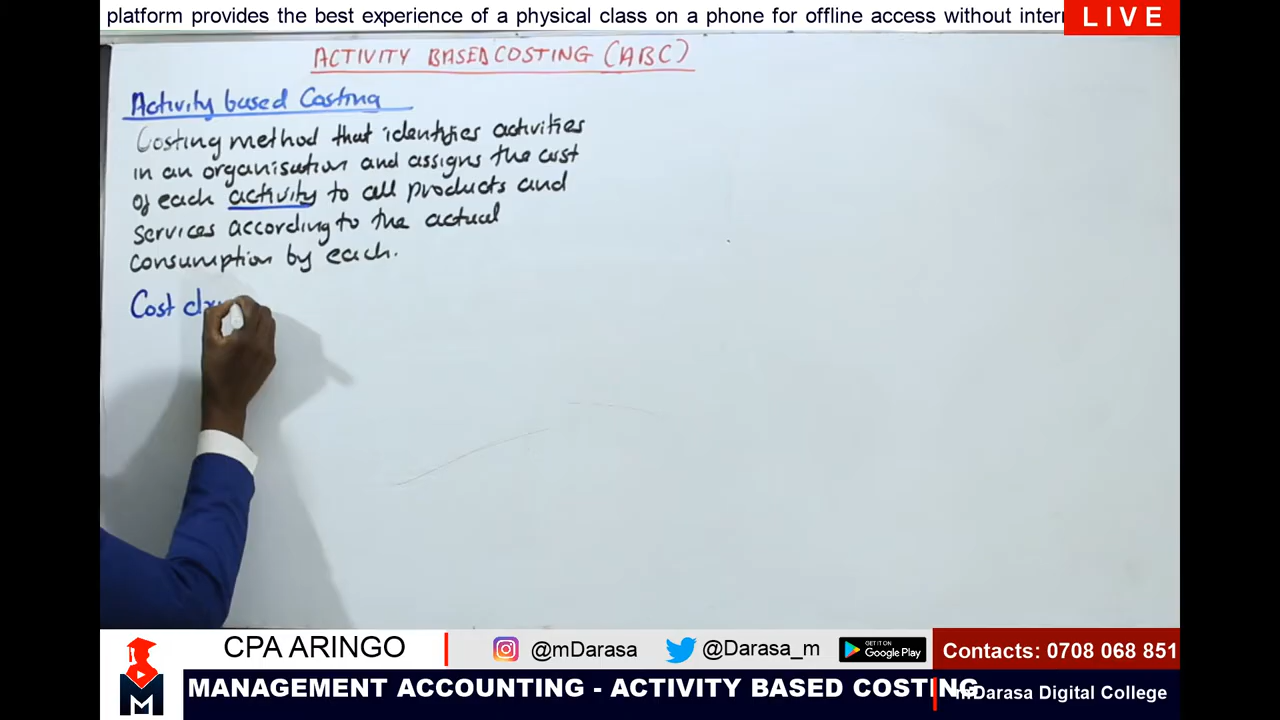 platform provides the best experience of a physical class on a phone for offline access without inter
LIVE
ACTIVITY BASED COSTING (ABC)
Activity based Costing
Costing method that identifies activities
in an organisation and assigns the cost
of each activity to all products and
services according to the actual
consumption by each.
Cost
CPA ARINGO
@mDarasa
@Darasa_m
GET IT ON
Google Play
Contacts: 0708 068 851
M
MANAGEMENT ACCOUNTING - ACTIVITY BASED COSTING
mDarasa Digital College